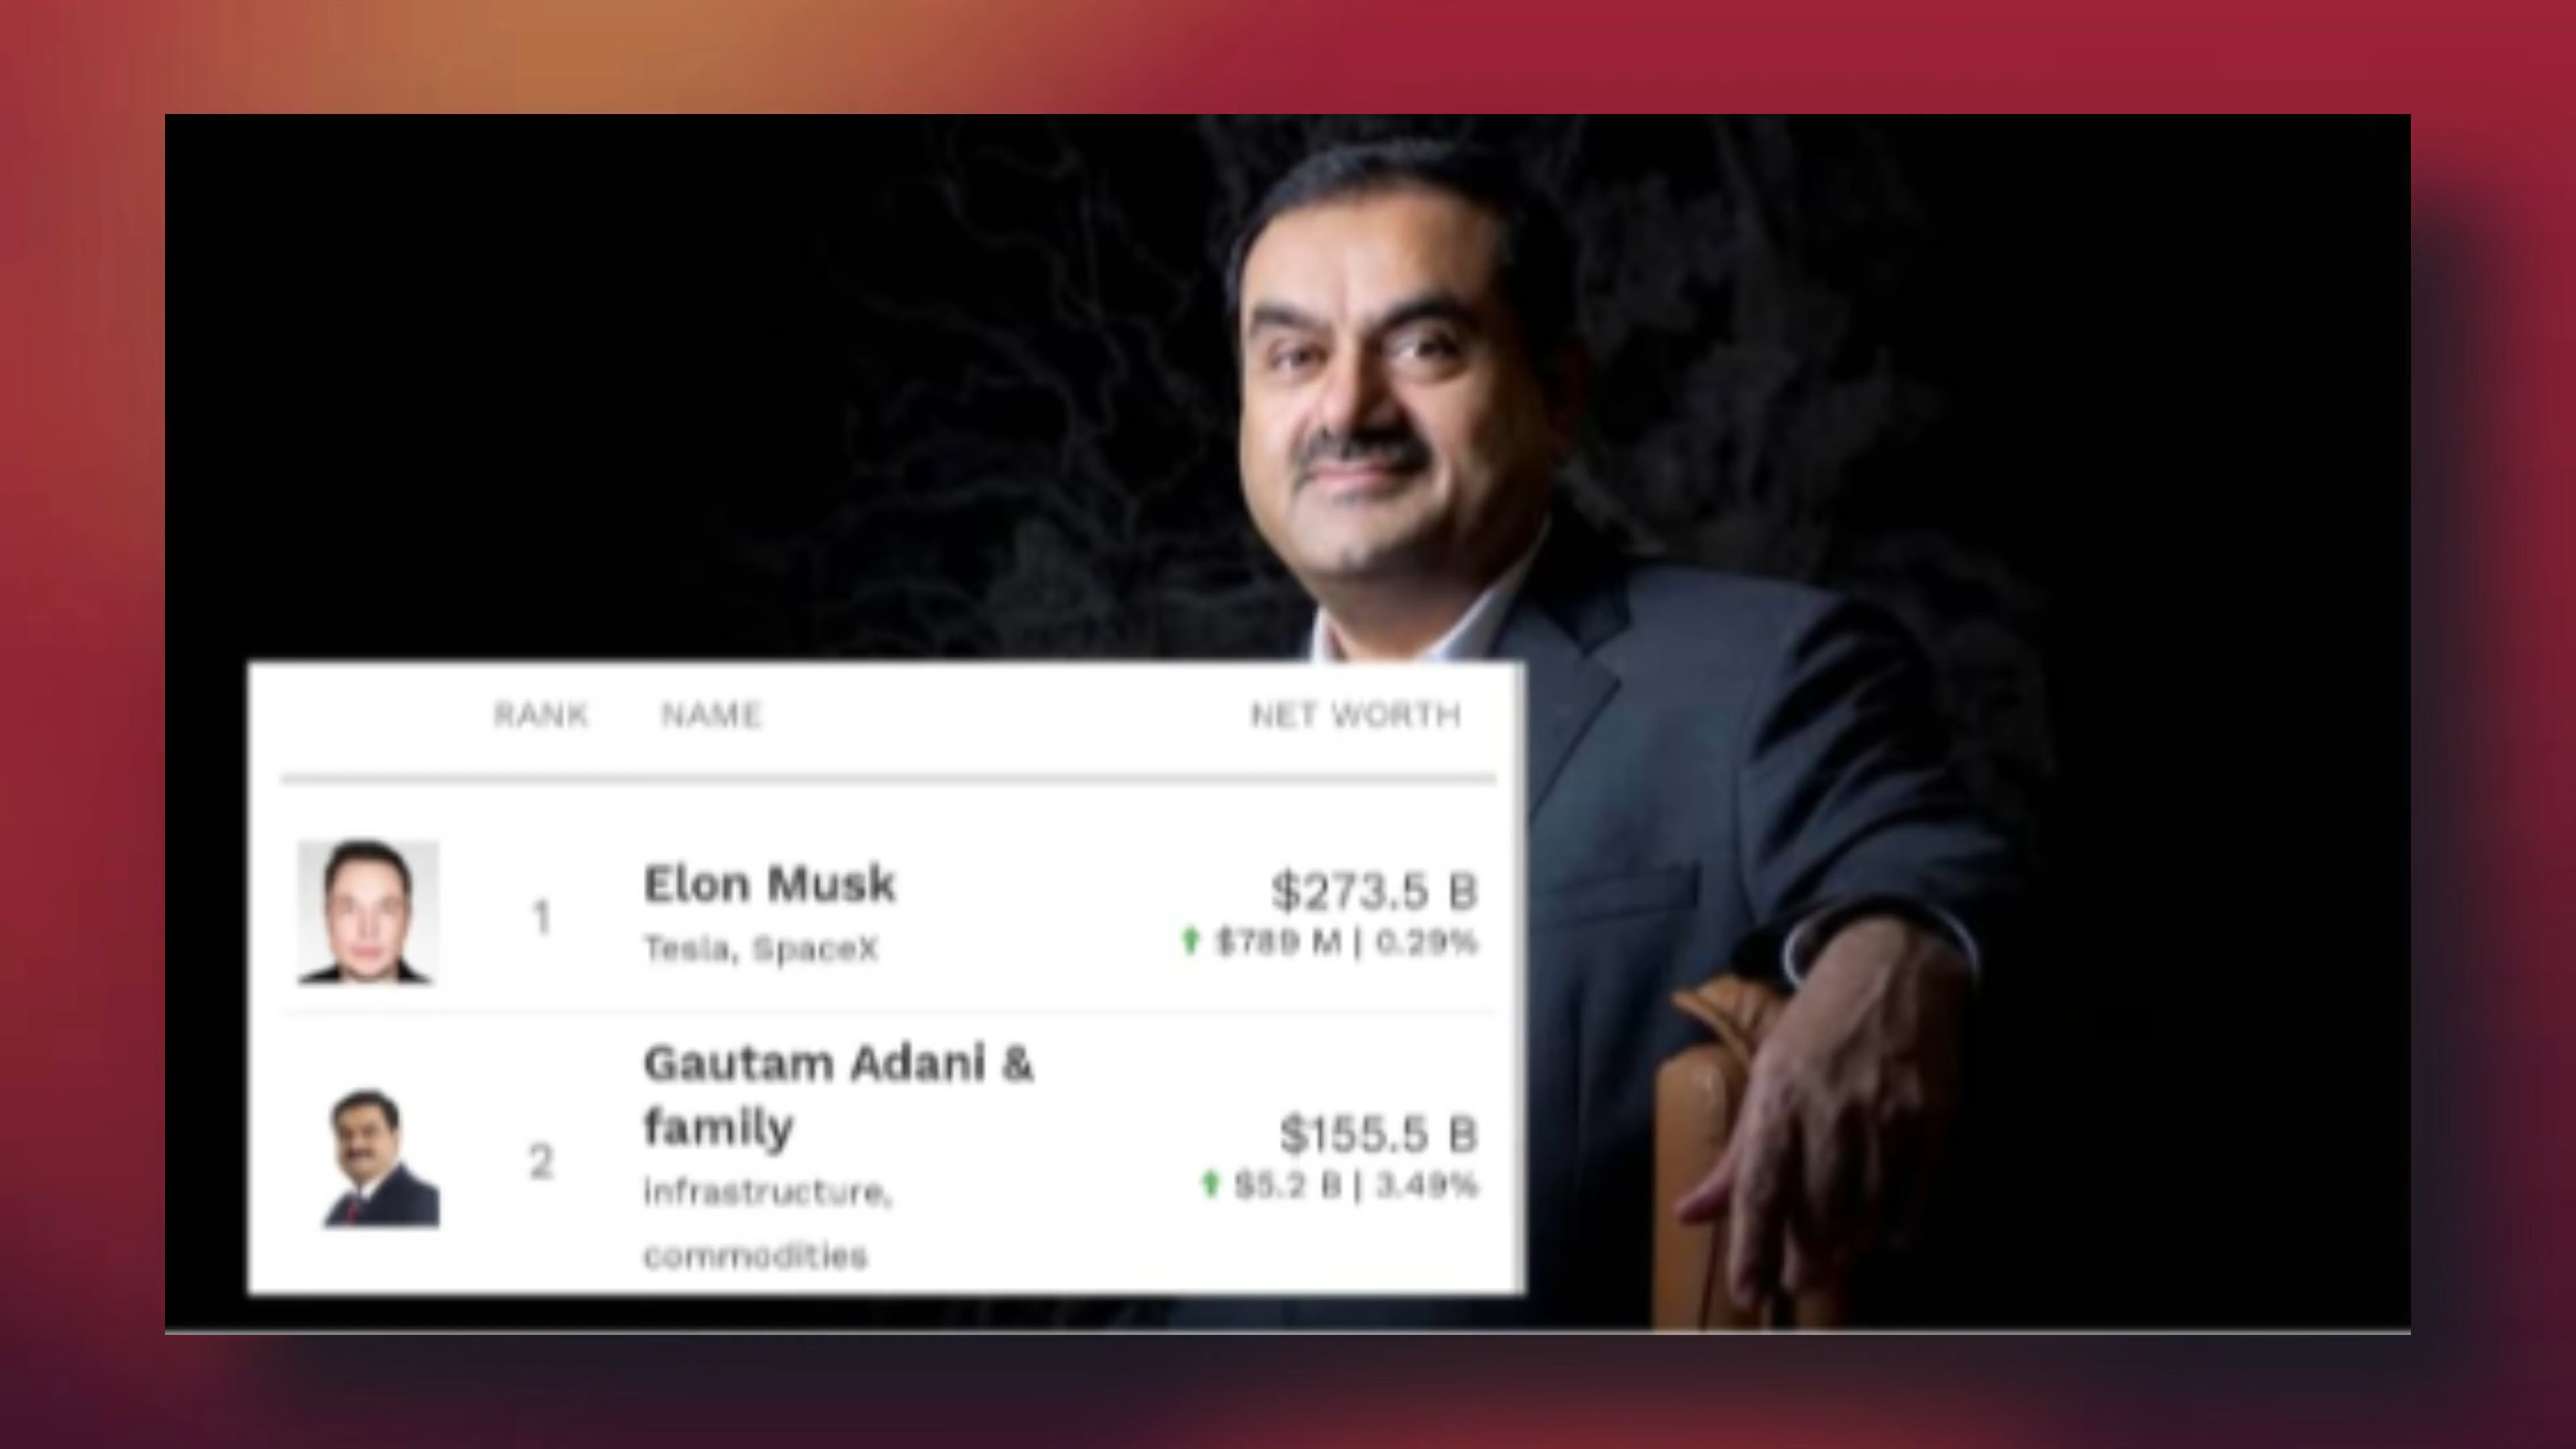 RANK NAME NET WORTH
1 Elon Musk $273.5 B
Tesla, SpaceX $789 M | 0.29%
Gautam Adani &
family
2 $155.5 B
infrastructure, $5.2 B | 3.49%
commodities